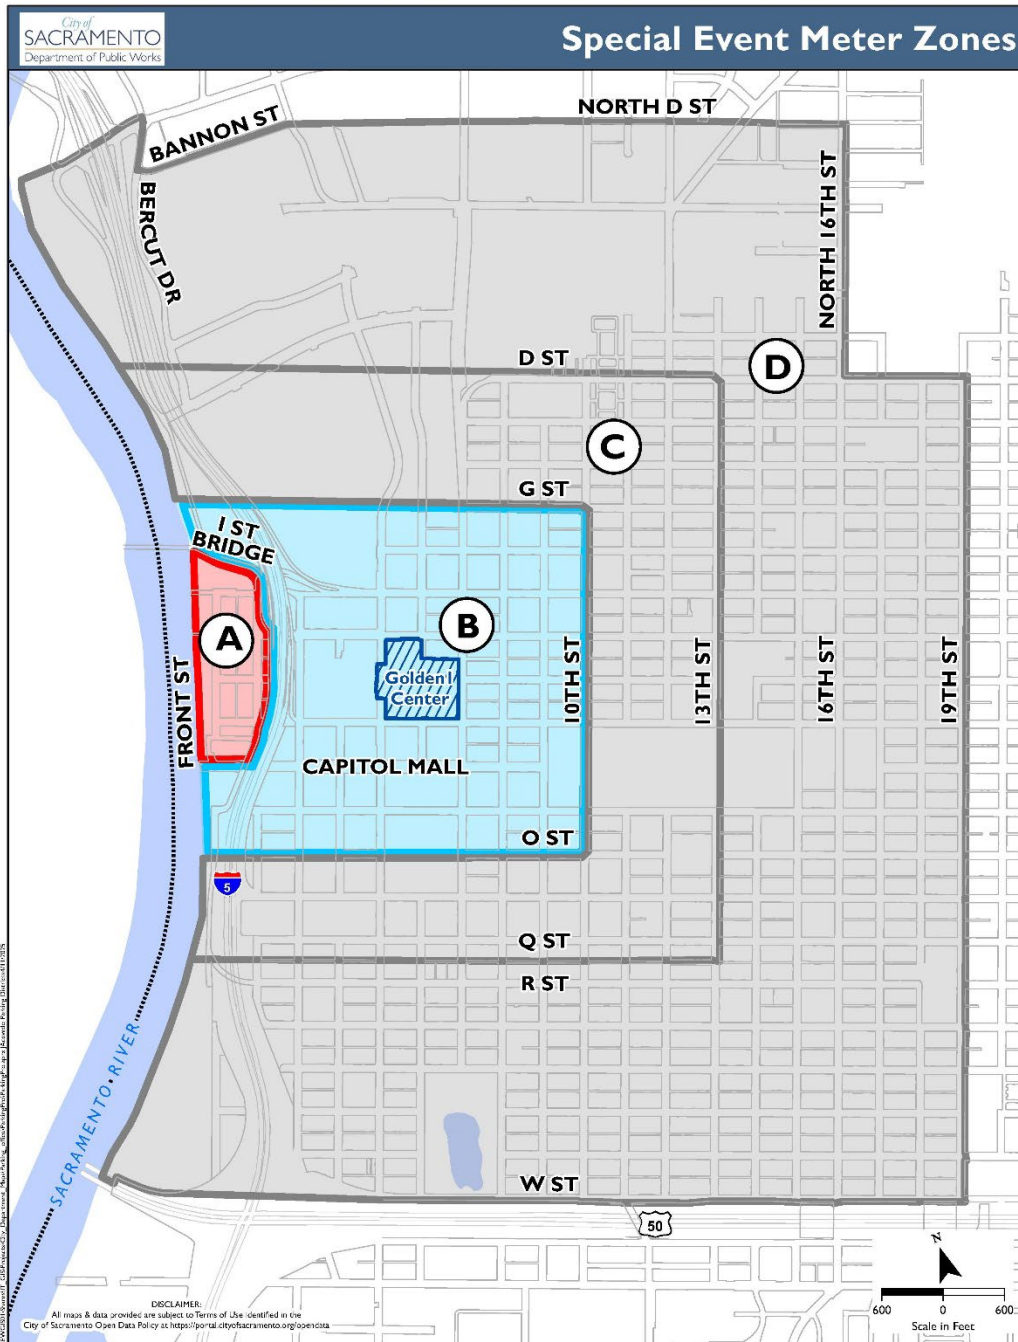 City of
SACRAMENTO
Department of Public Works
Special Event Meter Zones
NORTH D ST
BANNON ST
BERCUT DR
NORTH 16TH ST
D ST
D
C
G ST
I ST
BRIDGE
A
B
FRONT ST
Golden 1
Center
10TH ST
13TH ST
16TH ST
19TH ST
CAPITOL MALL
O ST
5
Q ST
R ST
SACRAMENTO RIVER
W ST
50
N
600 0 600
Scale in Feet
DISCLAIMER:
All maps & data provided are subject to Terms of Use identified in the
City of Sacramento Open Data Policy at https://portal.cityofsacramento.org/opendata